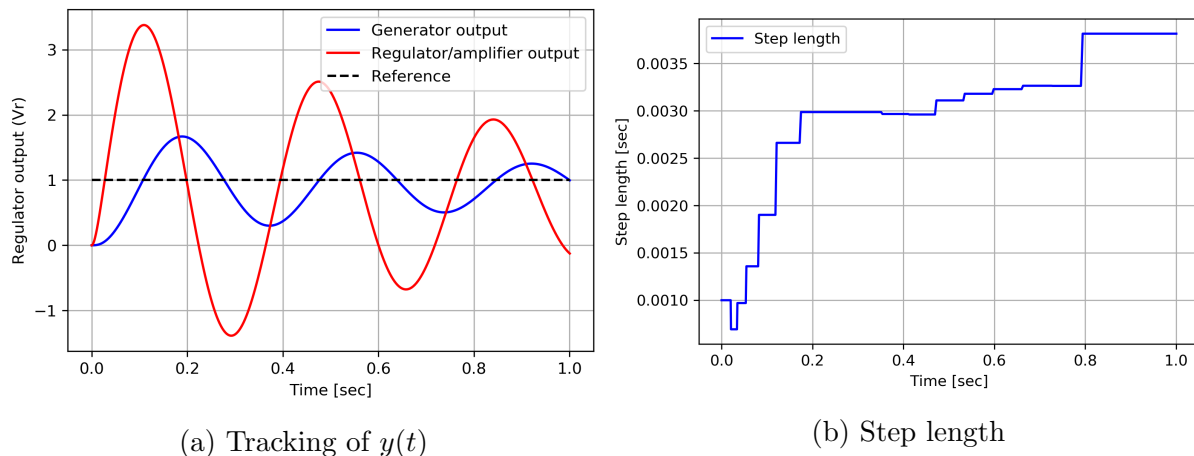 Regulator output (Vr)
3
2
1
0
−1
Generator output
Regulator/amplifier output
Reference
0.0 0.2 0.4 0.6 0.8 1.0
Time [sec]
(a) Tracking of y(t)
Step length [sec]
0.0035
0.0030
0.0025
0.0020
0.0015
0.0010
Step length
0.0 0.2 0.4 0.6 0.8 1.0
Time [sec]
(b) Step length